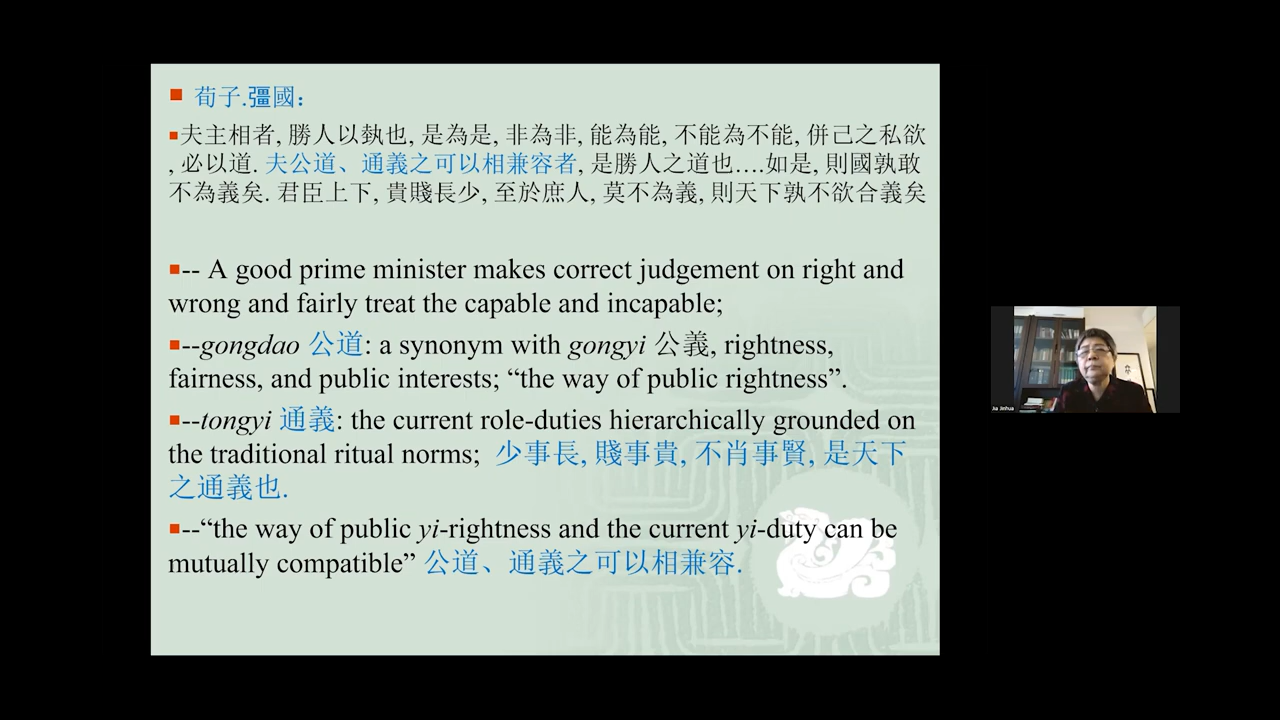 荀子.彊國：
夫主相者, 勝人以埶也, 是為是, 非為非, 能為能, 不能為不能, 併己之私欲
, 必以道. 夫公道、通義之可以相兼容者, 是勝人之道也….如是, 則國孰敢
不為義矣. 君臣上下, 貴賤長少, 至於庶人, 莫不為義, 則天下孰不欲合義矣
-- A good prime minister makes correct judgement on right and
wrong and fairly treat the capable and incapable;
--gongdao 公道: a synonym with gongyi 公義, rightness,
fairness, and public interests; “the way of public rightness”.
--tongyi 通義: the current role-duties hierarchically grounded on
the traditional ritual norms; 少事長, 賤事貴, 不肖事賢, 是天下
之通義也.
--“the way of public yi-rightness and the current yi-duty can be
mutually compatible” 公道、通義之可以相兼容.
Jia Jinhua